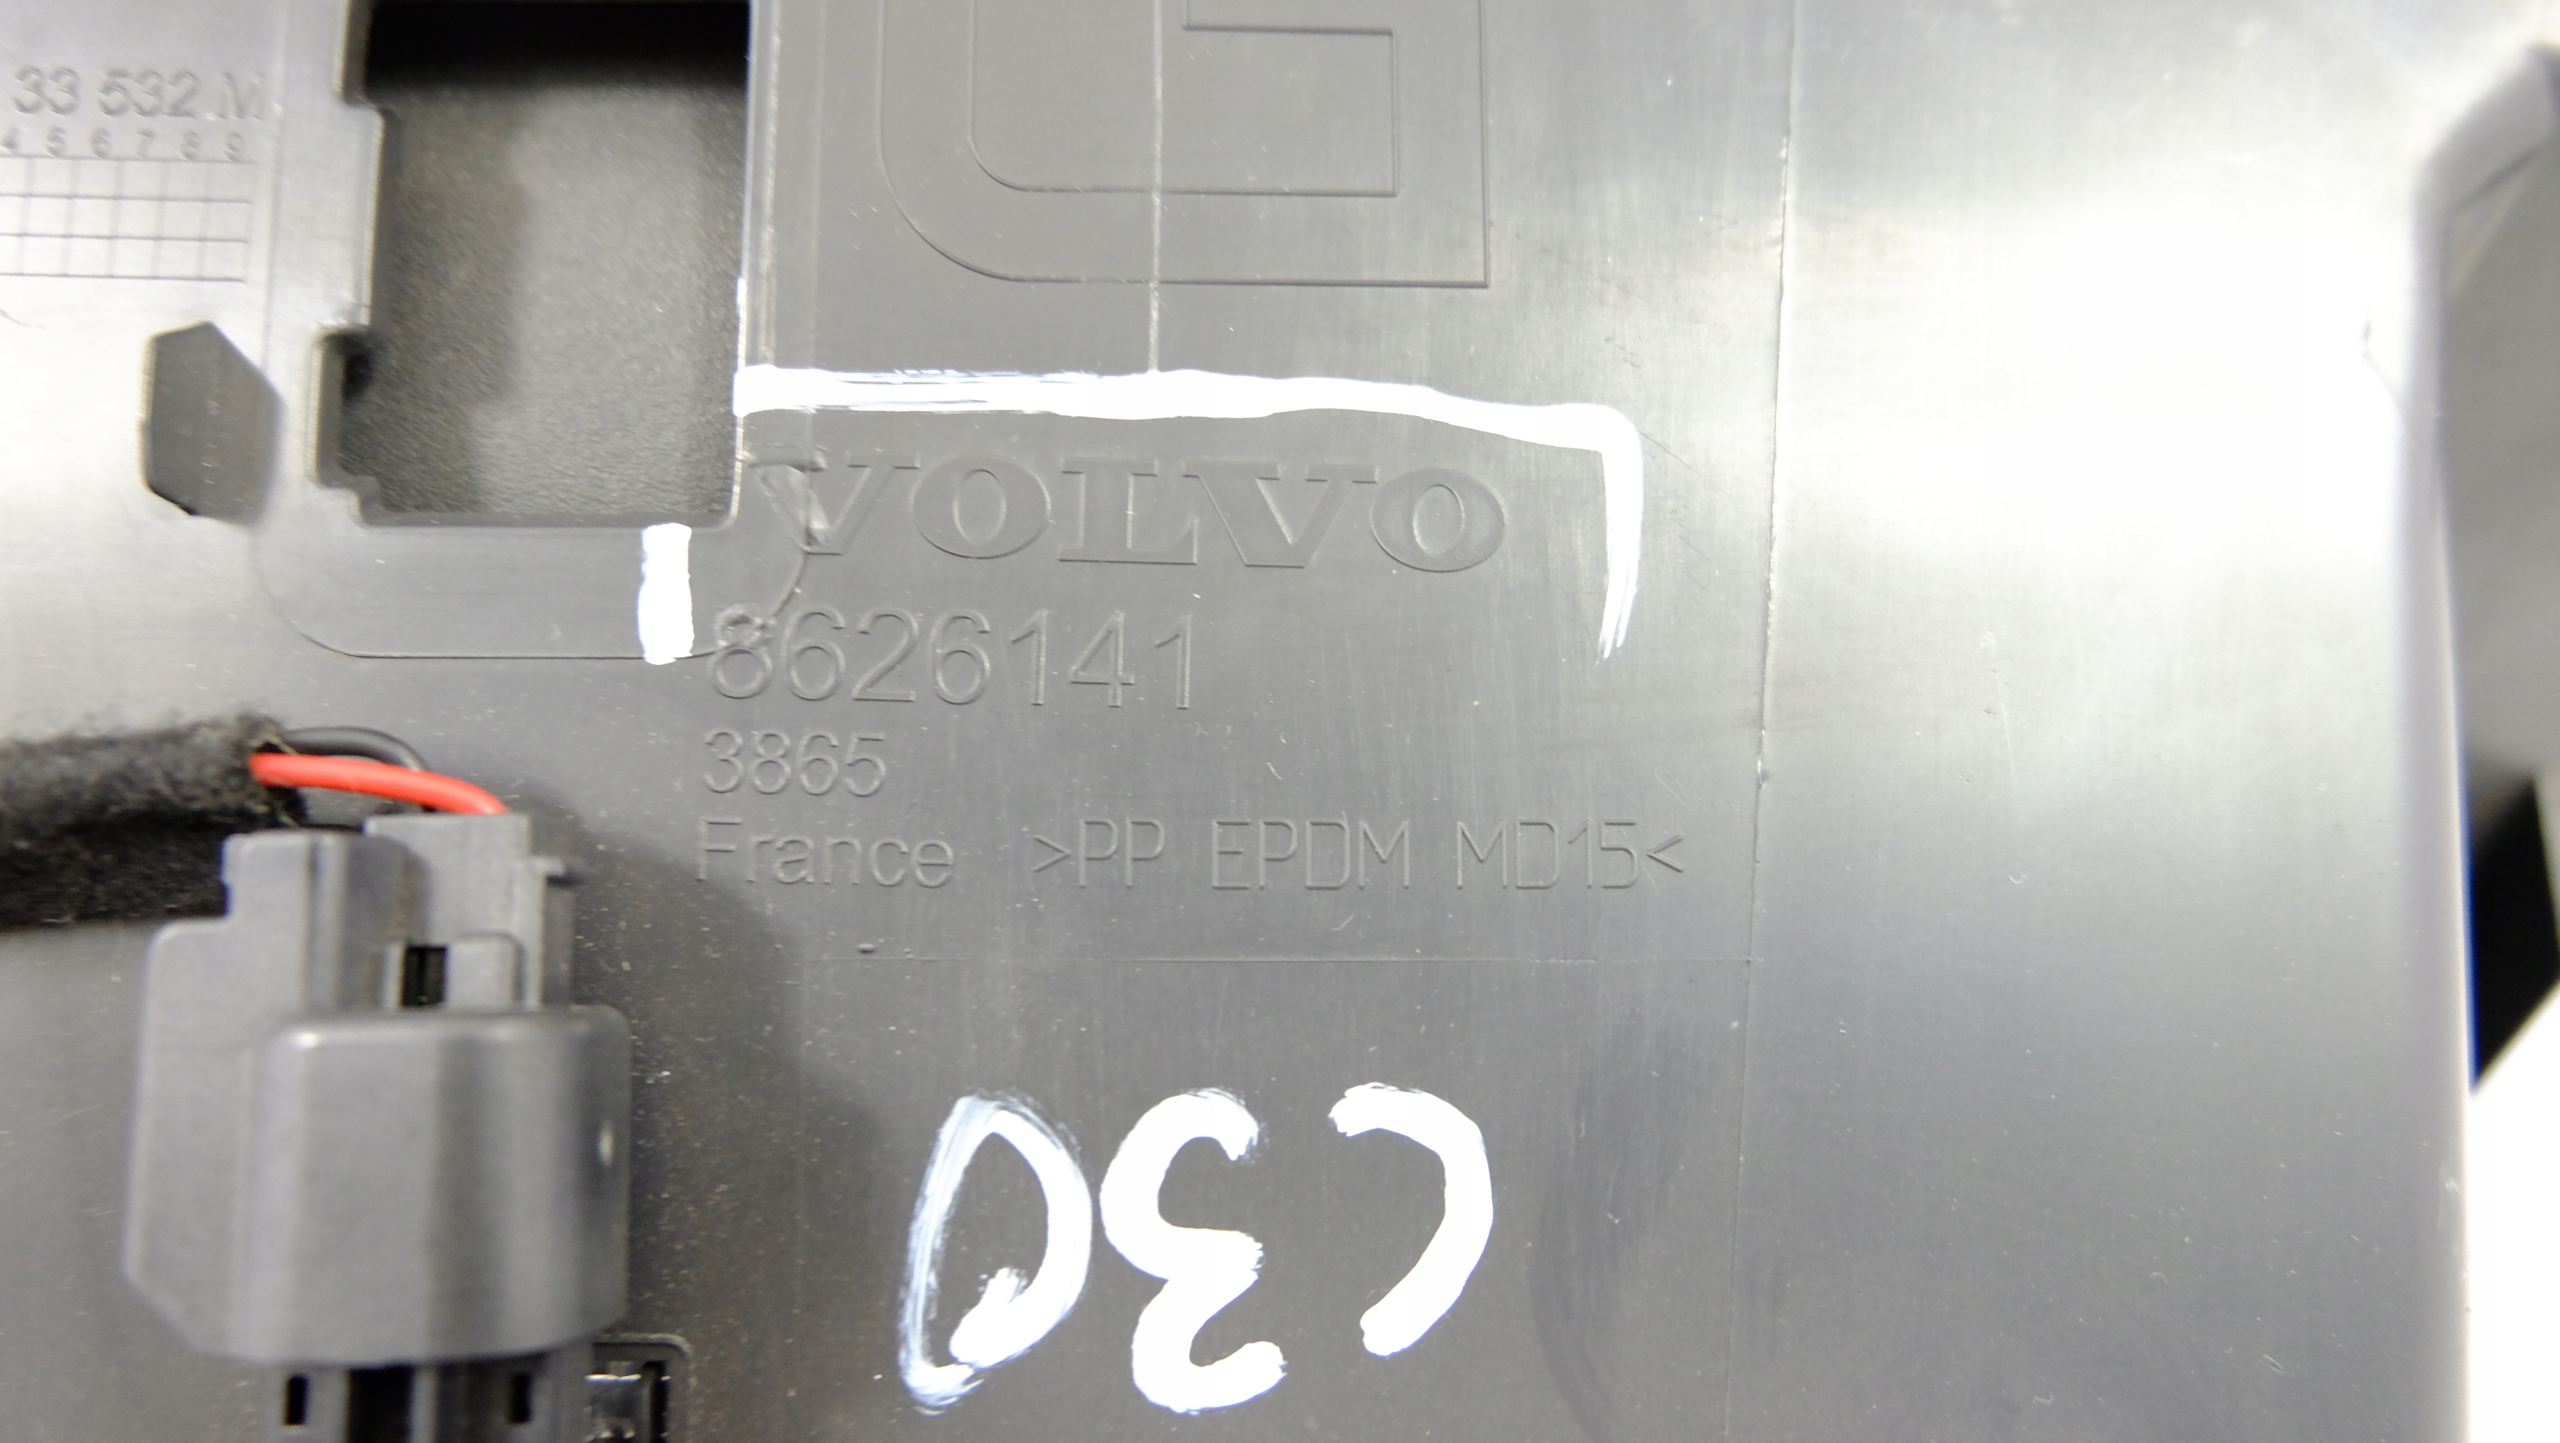 33 532 M
4 5 6 7 8 9
VOLVO
8626141
3865
France >PP EPDM MD15<
C30